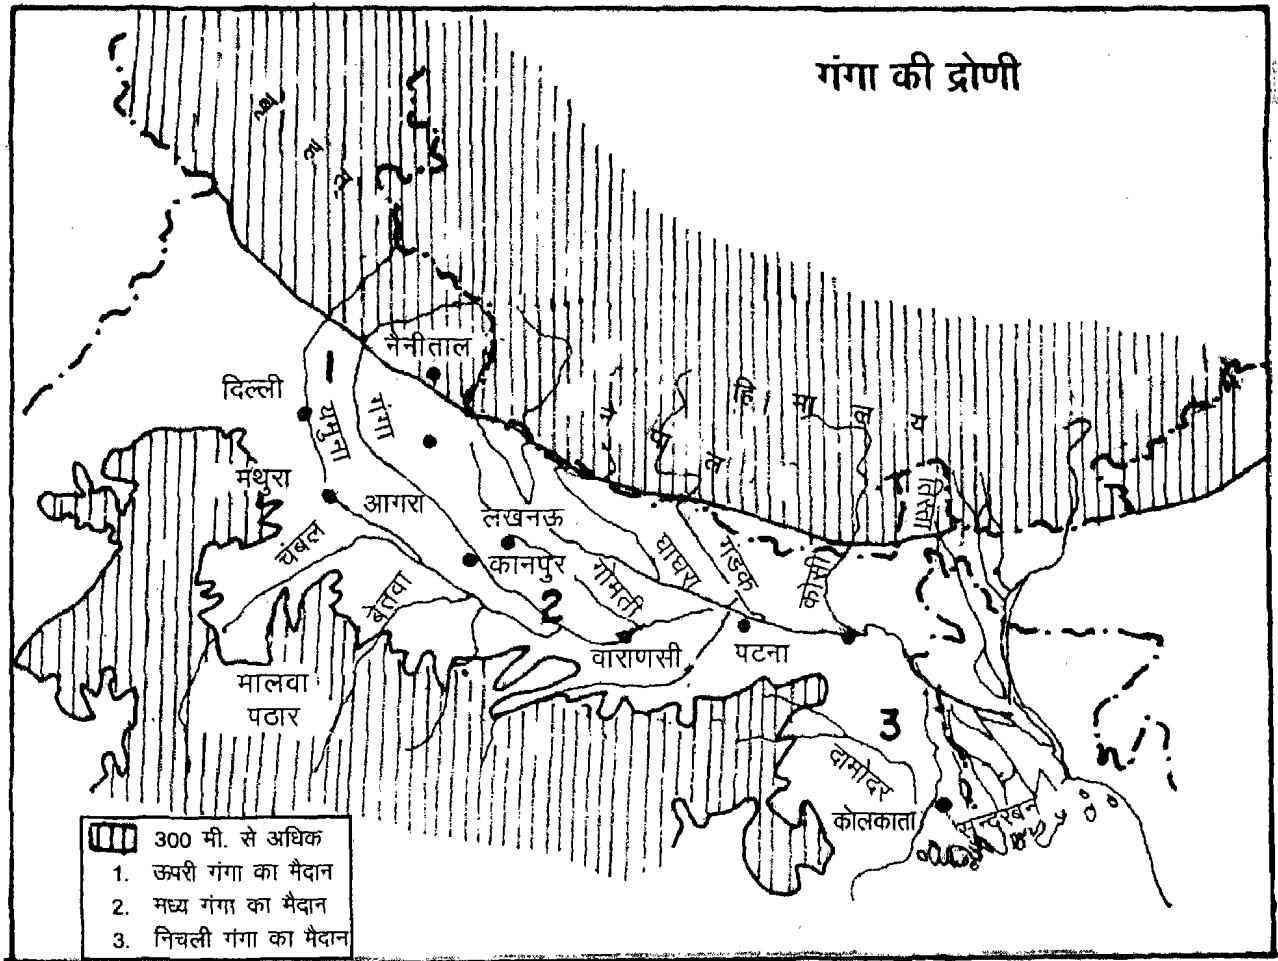 गंगा की द्रोणी
नैनीताल
दिल्ली
1
यमुना
गंगा
हिमालय
तिस्ता
मथुरा
आगरा
लखनऊ
चंबल
कानपुर
घाघरा
गंडक
बेतवा
गोमती
कोसी
2
वाराणसी
पटना
मालवा
पठार
3
दामोदर
कोलकाता
सुन्दरबन
300 मी. से अधिक
1. ऊपरी गंगा का मैदान
2. मध्य गंगा का मैदान
3. निचली गंगा का मैदान